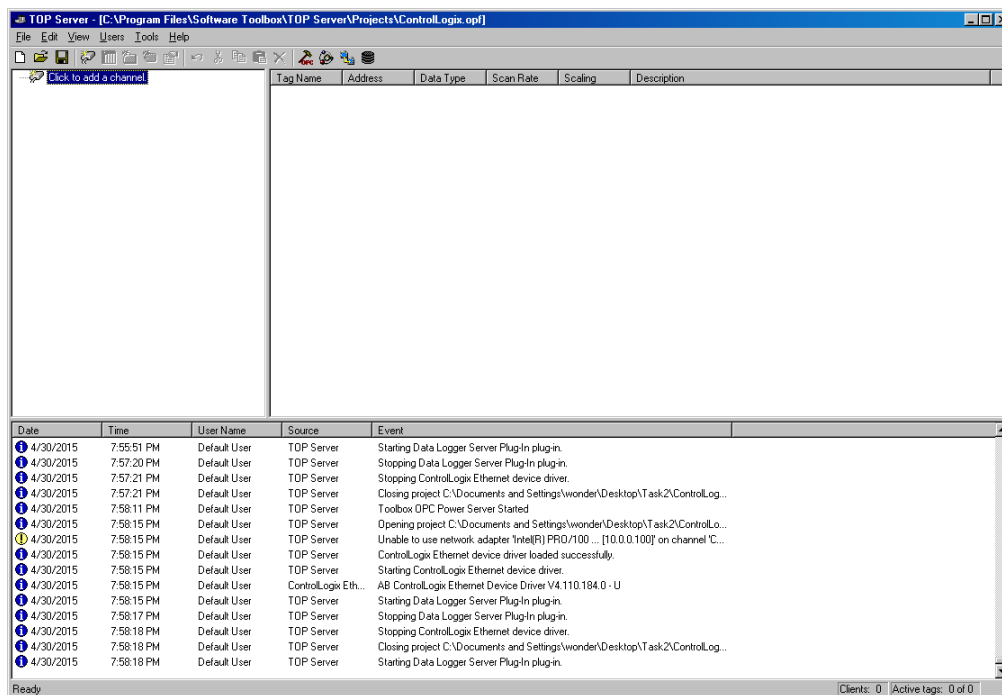 TOP Server - [C:\Program Files\Software Toolbox\TOP Server\Projects\ControlLogix.opf]
File Edit View Users Tools Help
Click to add a channel.
Tag Name Address Data Type Scan Rate Scaling Description
Date Time User Name Source Event
4/30/2015 7:55:51 PM Default User TOP Server Starting Data Logger Server Plug-In plug-in.
4/30/2015 7:57:20 PM Default User TOP Server Stopping Data Logger Server Plug-In plug-in.
4/30/2015 7:57:21 PM Default User TOP Server Stopping ControlLogix Ethernet device driver.
4/30/2015 7:57:21 PM Default User TOP Server Closing project C:\Documents and Settings\wonder\Desktop\Task2\ControlLog...
4/30/2015 7:58:11 PM Default User TOP Server Toolbox OPC Power Server Started
4/30/2015 7:58:15 PM Default User TOP Server Opening project C:\Documents and Settings\wonder\Desktop\Task2\ControlLo...
4/30/2015 7:58:15 PM Default User TOP Server Unable to use network adapter 'Intel(R) PRO/100 ... [10.0.0.100]' on channel 'C...
4/30/2015 7:58:15 PM Default User TOP Server ControlLogix Ethernet device driver loaded successfully.
4/30/2015 7:58:15 PM Default User TOP Server Starting ControlLogix Ethernet device driver.
4/30/2015 7:58:15 PM Default User ControlLogix Eth... AB ControlLogix Ethernet Device Driver V4.110.184.0 - U
4/30/2015 7:58:15 PM Default User TOP Server Starting Data Logger Server Plug-In plug-in.
4/30/2015 7:58:17 PM Default User TOP Server Stopping Data Logger Server Plug-In plug-in.
4/30/2015 7:58:18 PM Default User TOP Server Stopping ControlLogix Ethernet device driver.
4/30/2015 7:58:18 PM Default User TOP Server Closing project C:\Documents and Settings\wonder\Desktop\Task2\ControlLog...
4/30/2015 7:58:18 PM Default User TOP Server Starting Data Logger Server Plug-In plug-in.
Ready Clients: 0 Active tags: 0 of 0